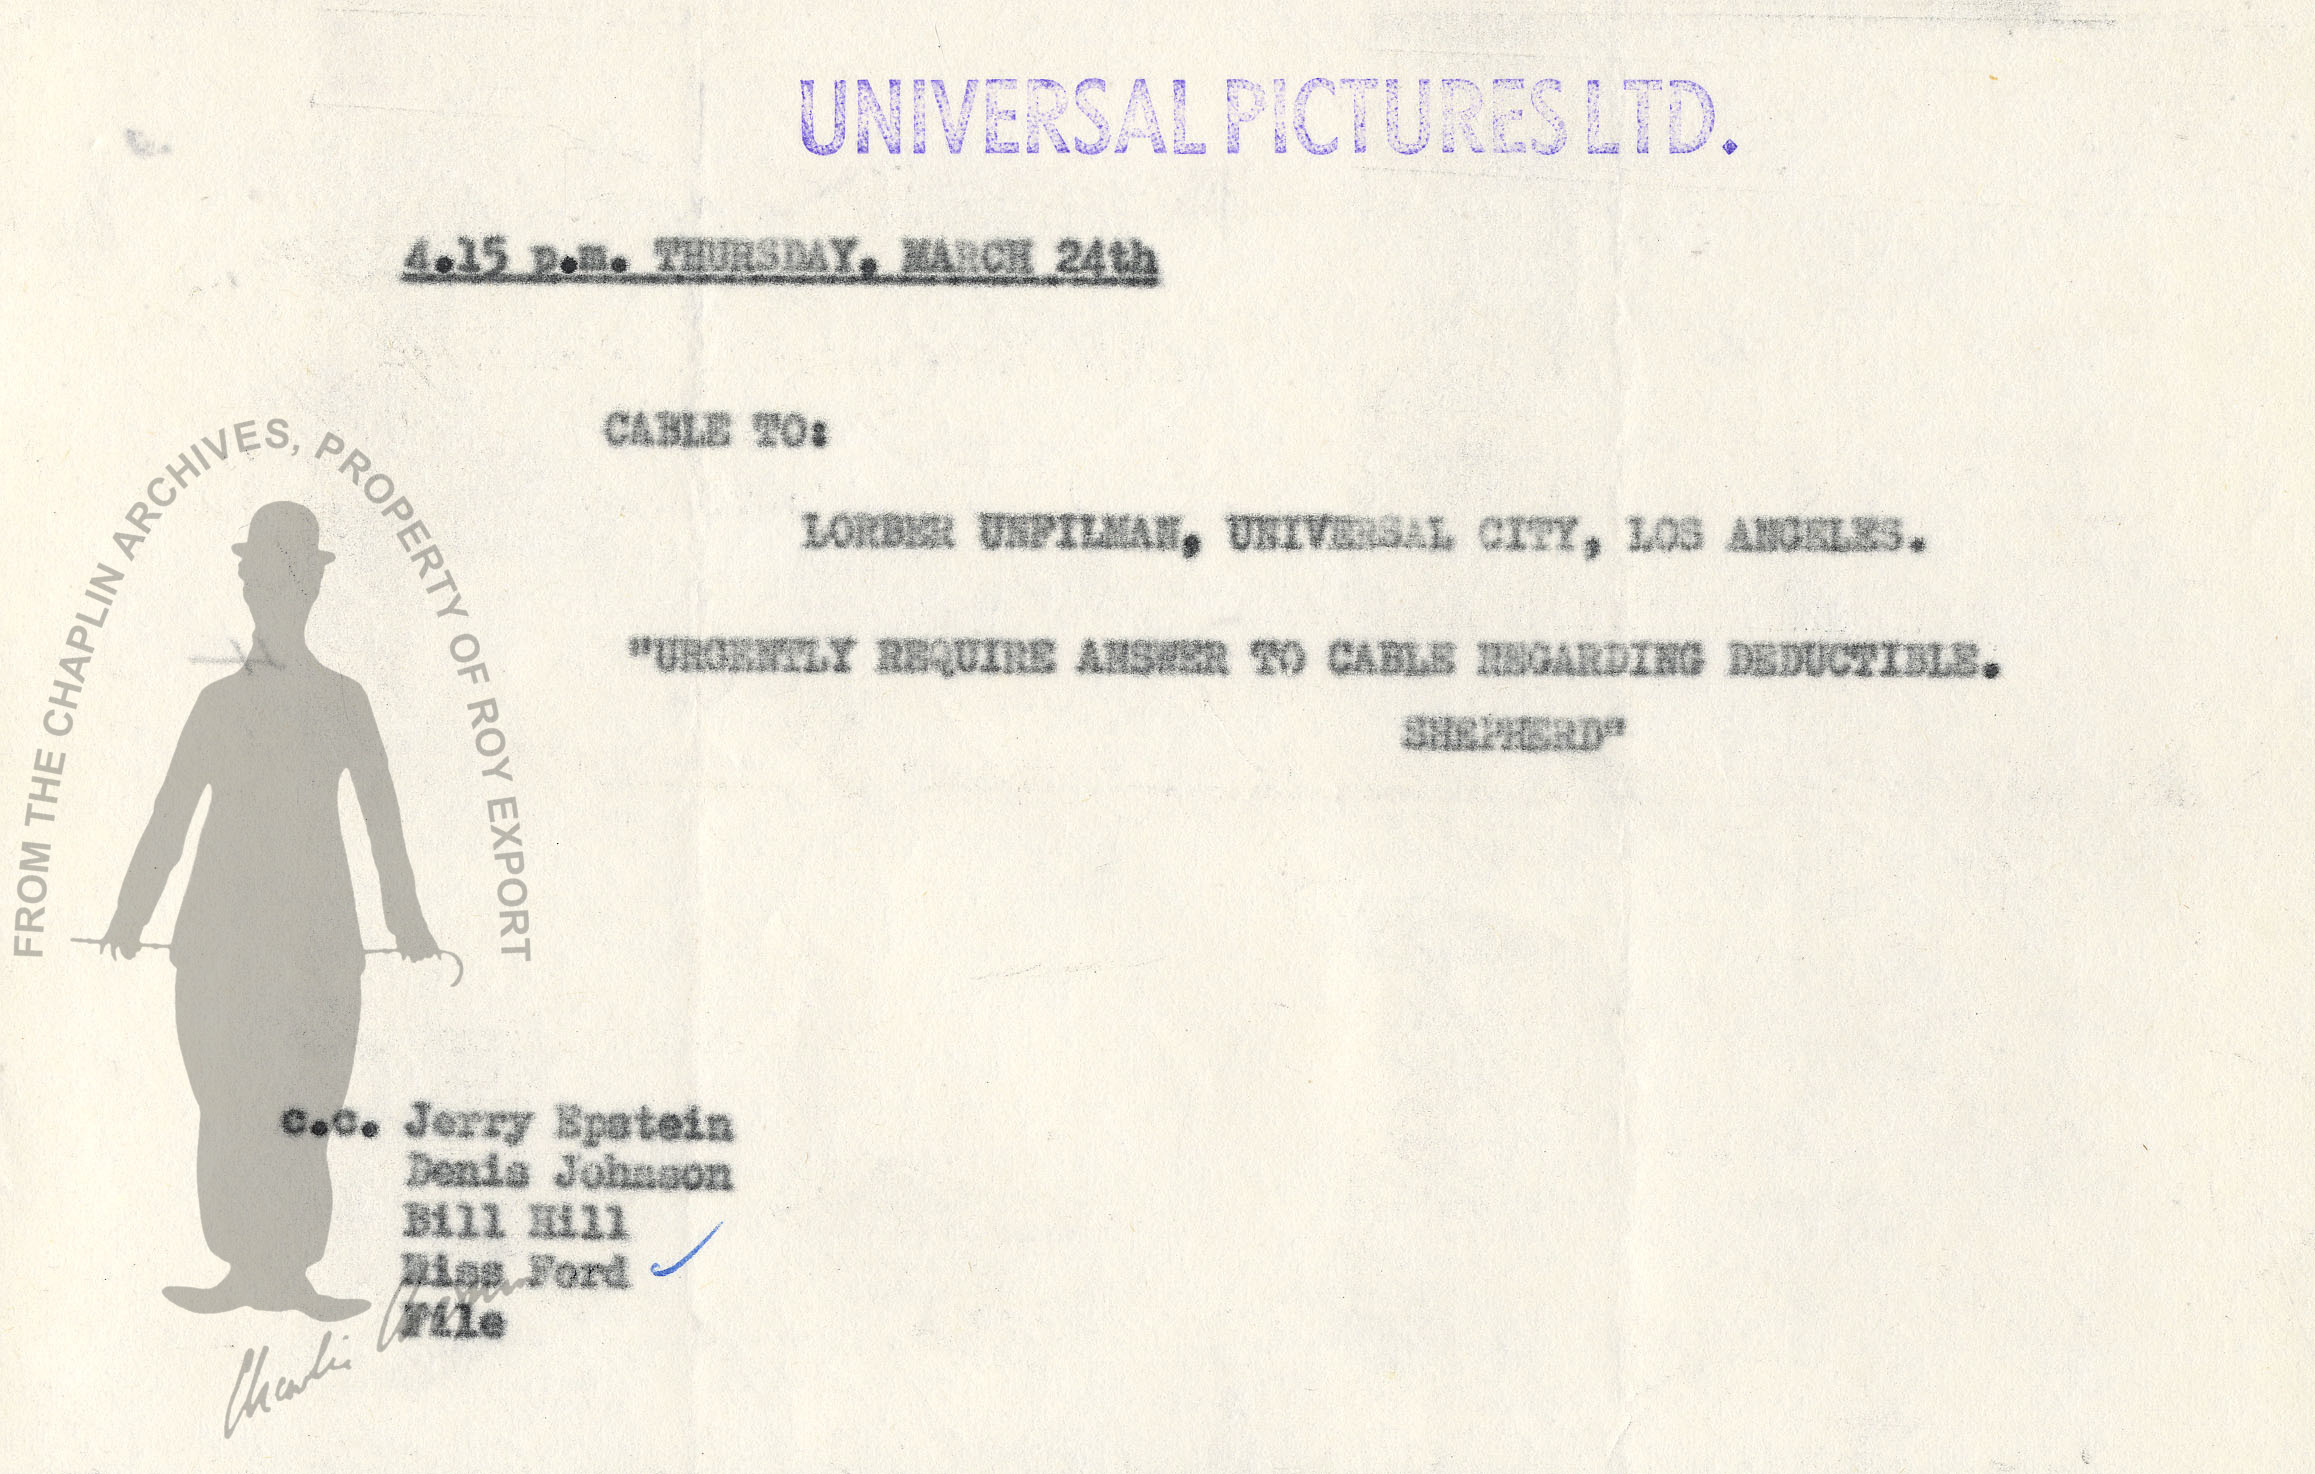 UNIVERSAL PICTURES LTD.
4.15 p.m. THURSDAY, MARCH 24th
CABLE TO:
LORBER UNFILMAN, UNIVERSAL CITY, LOS ANGELES.
"URGENTLY REQUIRE ANSWER TO CABLE REGARDING DEDUCTIBLE.
SHEPHERD"
FROM THE CHAPLIN ARCHIVES, PROPERTY OF ROY EXPORT
c.c. Jerry Epstein
Denis Johnson
Bill Hill
Miss Ford ✓
File
Charlie Chaplin